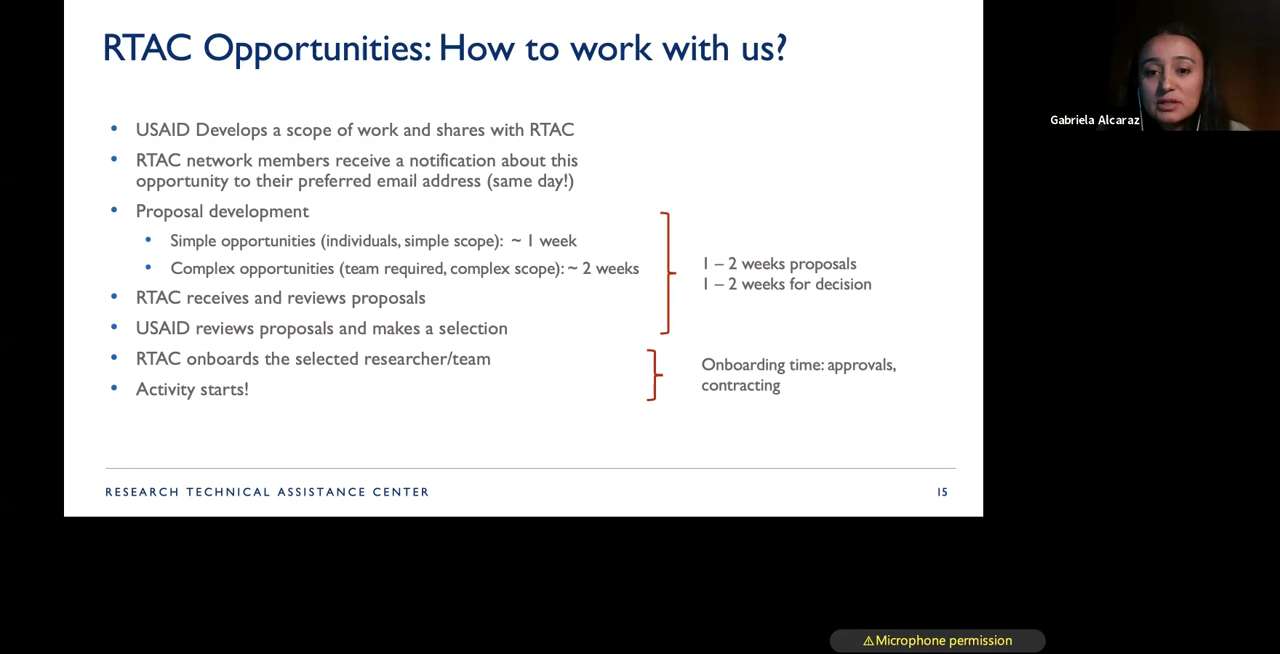 RTAC Opportunities: How to work with us?
• USAID Develops a scope of work and shares with RTAC
• RTAC network members receive a notification about this
opportunity to their preferred email address (same day!)
• Proposal development
• Simple opportunities (individuals, simple scope): ~ 1 week
• Complex opportunities (team required, complex scope): ~ 2 weeks
• RTAC receives and reviews proposals
• USAID reviews proposals and makes a selection
1 – 2 weeks proposals
1 – 2 weeks for decision
• RTAC onboards the selected researcher/team
• Activity starts!
Onboarding time: approvals,
contracting
RESEARCH TECHNICAL ASSISTANCE CENTER
15
Gabriela Alcaraz
⚠Microphone permission